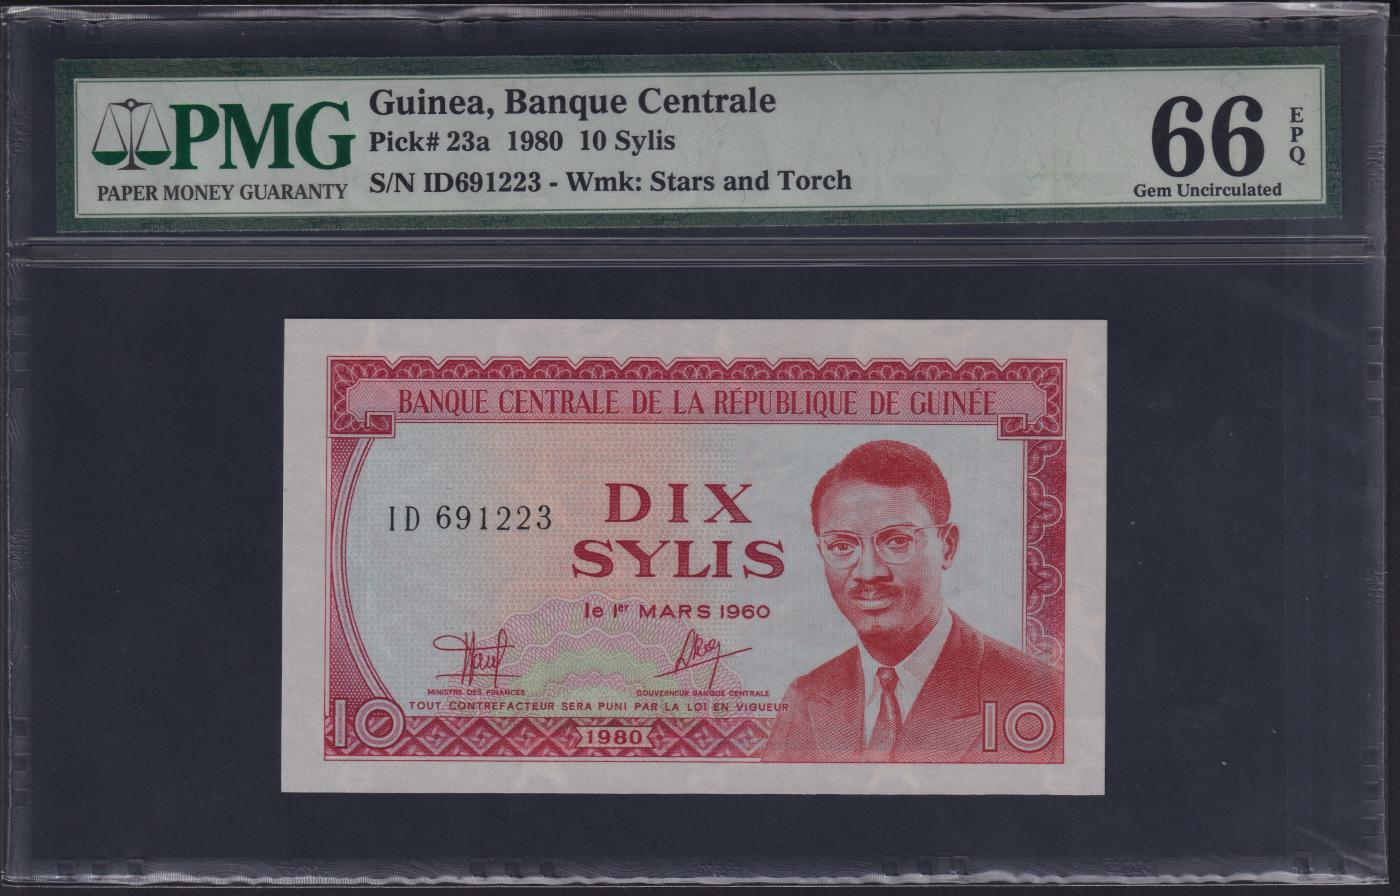 PMG
PAPER MONEY GUARANTY
Guinea, Banque Centrale
Pick# 23a 1980 10 Sylis
S/N ID691223 - Wmk: Stars and Torch
66
EPQ
Gem Uncirculated
BANQUE CENTRALE DE LA RÉPUBLIQUE DE GUINÉE
ID 691223
DIX
SYLIS
le 1er MARS 1960
MINISTRE DES FINANCES
GOUVERNEUR BANQUE CENTRALE
TOUT CONTREFACTEUR SERA PUNI PAR LA LOI EN VIGUEUR
10
1980
10